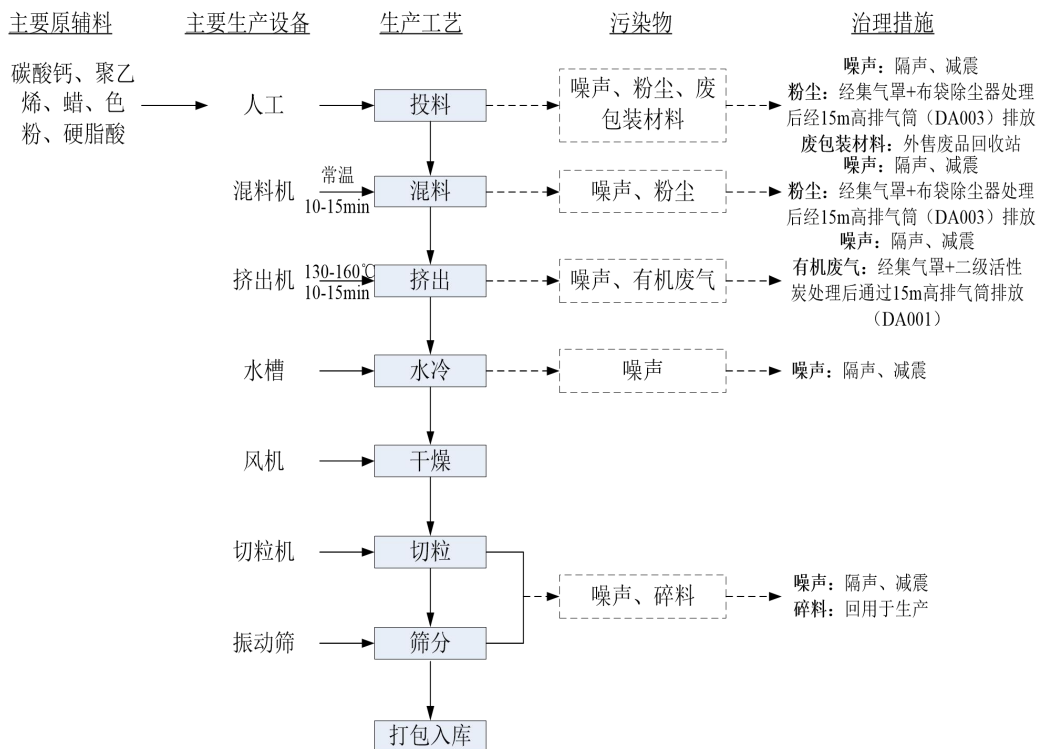 主要原辅料
主要生产设备
生产工艺
污染物
治理措施
碳酸钙、聚乙
烯、蜡、色
粉、硬脂酸
人工
投料
噪声、粉尘、废
包装材料
噪声：隔声、减震
粉尘：经集气罩+布袋除尘器处理
后经15m高排气筒（DA003）排放
废包装材料：外售废品回收站
混料机
常温
10-15min
混料
噪声、粉尘
噪声：隔声、减震
粉尘：经集气罩+布袋除尘器处理
后经15m高排气筒（DA003）排放
挤出机
130-160℃
10-15min
挤出
噪声、有机废气
噪声：隔声、减震
有机废气：经集气罩+二级活性
炭处理后通过15m高排气筒排放
（DA001）
水槽
水冷
噪声
噪声：隔声、减震
风机
干燥
切粒机
切粒
噪声、碎料
噪声：隔声、减震
碎料：回用于生产
振动筛
筛分
打包入库